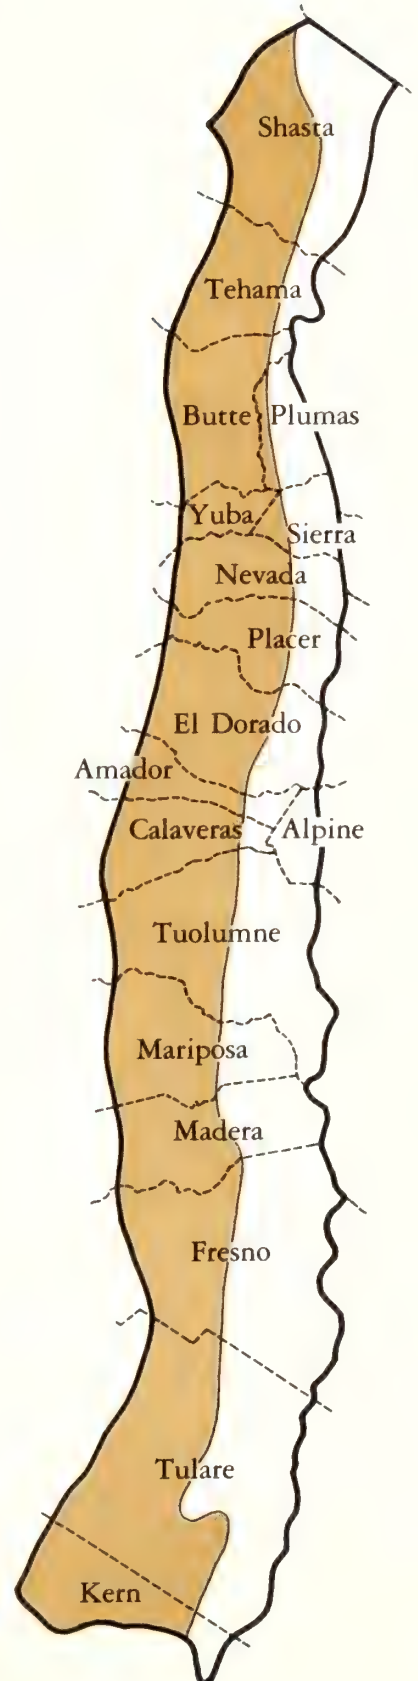 Shasta
Tehama
Butte
Plumas
Yuba
Sierra
Nevada
Placer
El Dorado
Amador
Calaveras
Alpine
Tuolumne
Mariposa
Madera
Fresno
Tulare
Kern